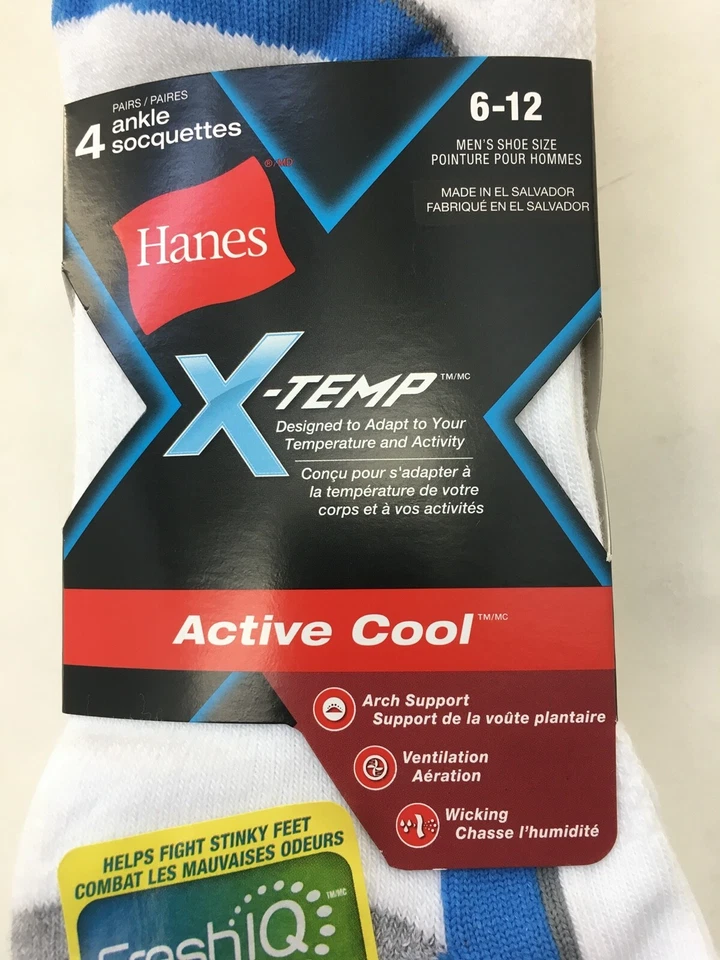 PAIRS / PAIRES
4 ankle
socquettes
6-12
MEN'S SHOE SIZE
POINTURE POUR HOMMES
MADE IN EL SALVADOR
FABRIQUÉ EN EL SALVADOR
®/MD
Hanes
X-TEMP TM/MC
Designed to Adapt to Your
Temperature and Activity
Conçu pour s'adapter à
la température de votre
corps et à vos activités
Active Cool TM/MC
Arch Support
Support de la voûte plantaire
Ventilation
Aération
Wicking
Chasse l'humidité
HELPS FIGHT STINKY FEET
COMBAT LES MAUVAISES ODEURS
FreshIQ TM/MC